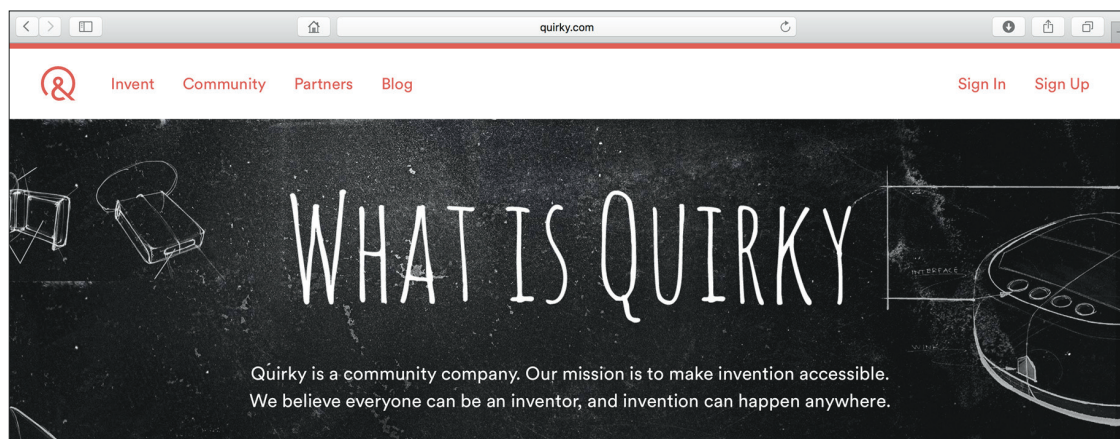 quirky.com
Invent Community Partners Blog Sign In Sign Up
WHAT IS QUIRKY
INTERFACE
Quirky is a community company. Our mission is to make invention accessible.
We believe everyone can be an inventor, and invention can happen anywhere.